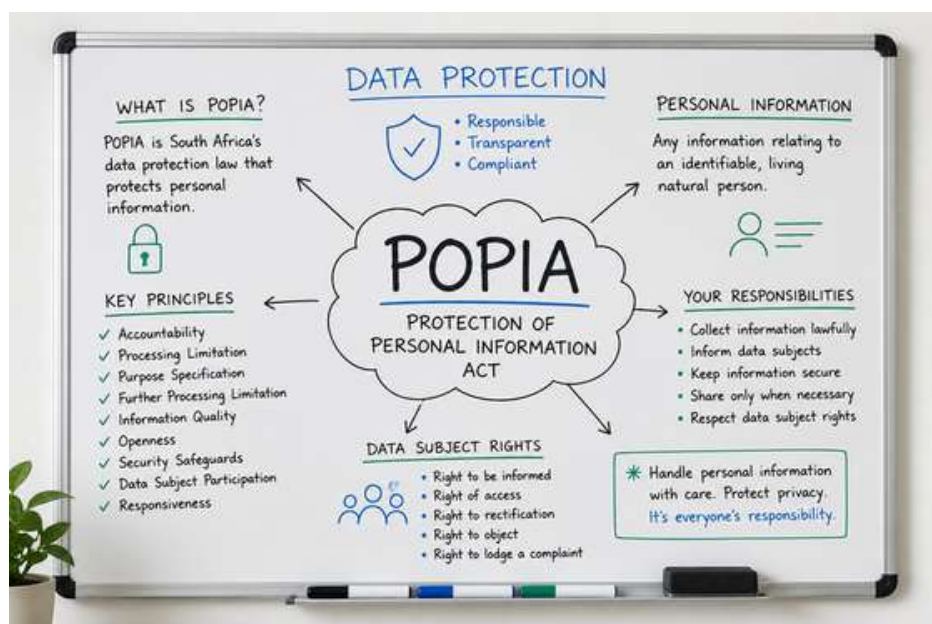 DATA PROTECTION
• Responsible
• Transparent
• Compliant
WHAT IS POPIA?
POPIA is South Africa's
data protection law that
protects personal
information.
PERSONAL INFORMATION
Any information relating to
an identifiable, living
natural person.
POPIA
PROTECTION OF
PERSONAL INFORMATION
ACT
KEY PRINCIPLES
✓ Accountability
✓ Processing Limitation
✓ Purpose Specification
✓ Further Processing Limitation
✓ Information Quality
✓ Openness
✓ Security Safeguards
✓ Data Subject Participation
✓ Responsiveness
YOUR RESPONSIBILITIES
• Collect information lawfully
• Inform data subjects
• Keep information secure
• Share only when necessary
• Respect data subject rights
DATA SUBJECT RIGHTS
• Right to be informed
• Right of access
• Right to rectification
• Right to object
• Right to lodge a complaint
* Handle personal information
with care. Protect privacy.
It's everyone's responsibility.